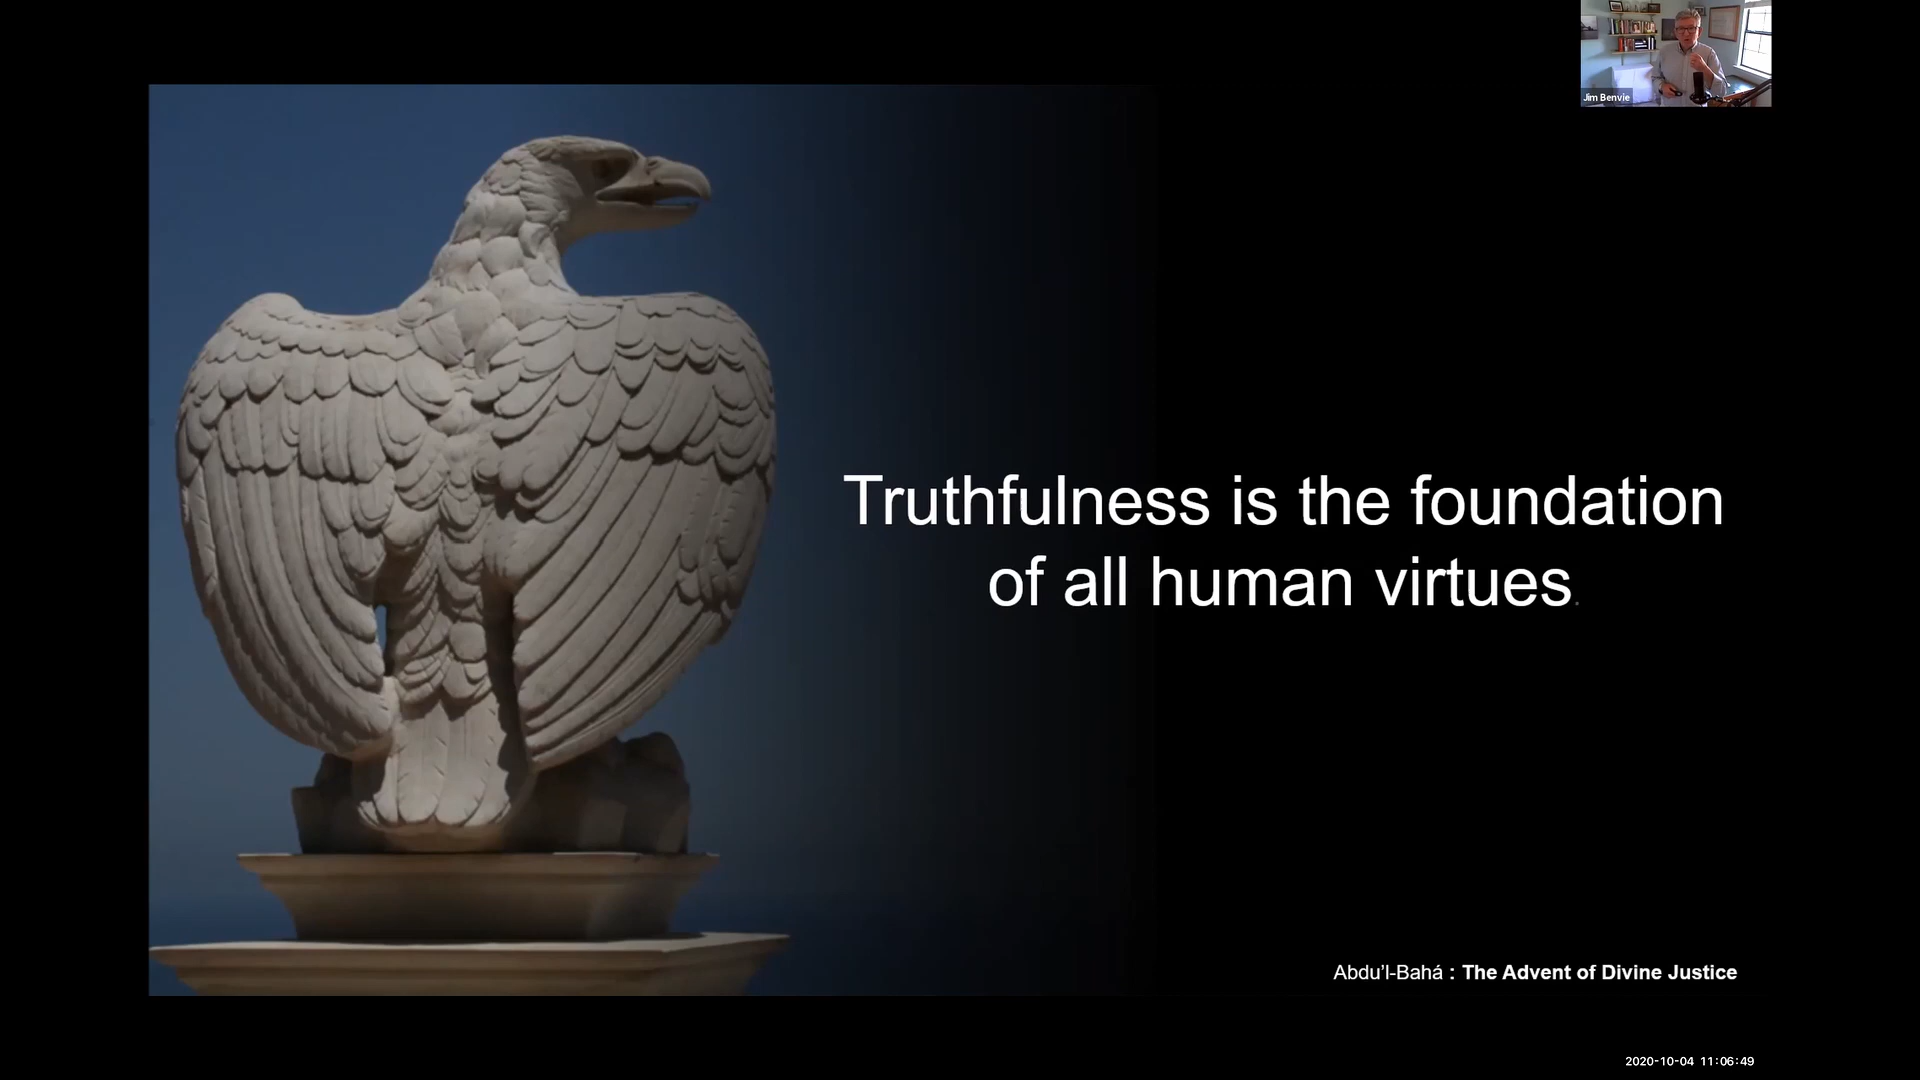 Jim Benvie
Truthfulness is the foundation
of all human virtues.
Abdu’l-Bahá : The Advent of Divine Justice
2020-10-04 11:06:49